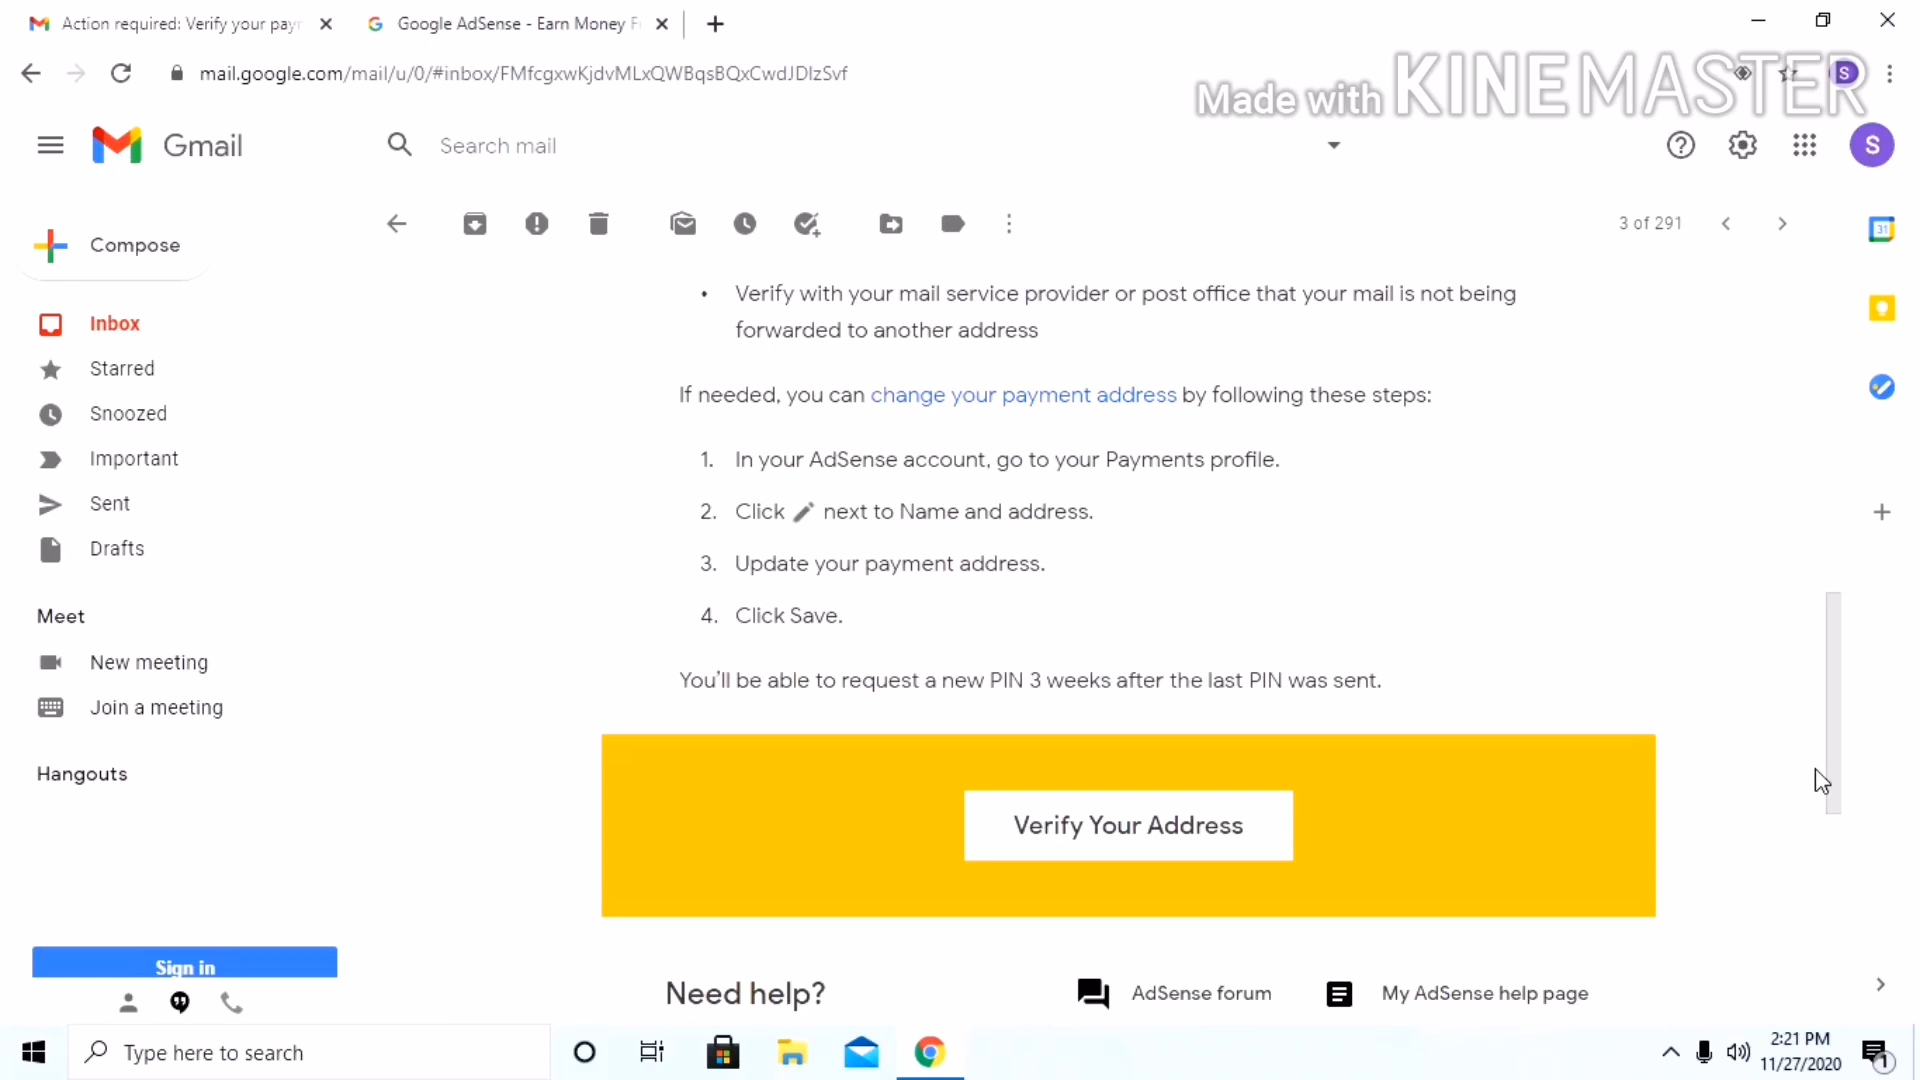 Action required: Verify your payr
Google AdSense - Earn Money F
mail.google.com/mail/u/0/#inbox/FMfcgxwKjdvMLxQWBqsBQxCwdJDlzSvf
S
Made with KINEMASTER
Gmail
Search mail
S
Compose
3 of 291
31
Inbox
Starred
Snoozed
Important
Sent
Drafts
Meet
New meeting
Join a meeting
Hangouts
Sign in
• Verify with your mail service provider or post office that your mail is not being
forwarded to another address
If needed, you can change your payment address by following these steps:
1. In your AdSense account, go to your Payments profile.
2. Click next to Name and address.
3. Update your payment address.
4. Click Save.
You'll be able to request a new PIN 3 weeks after the last PIN was sent.
Verify Your Address
Need help?
AdSense forum
My AdSense help page
Type here to search
2:21 PM
11/27/2020
1